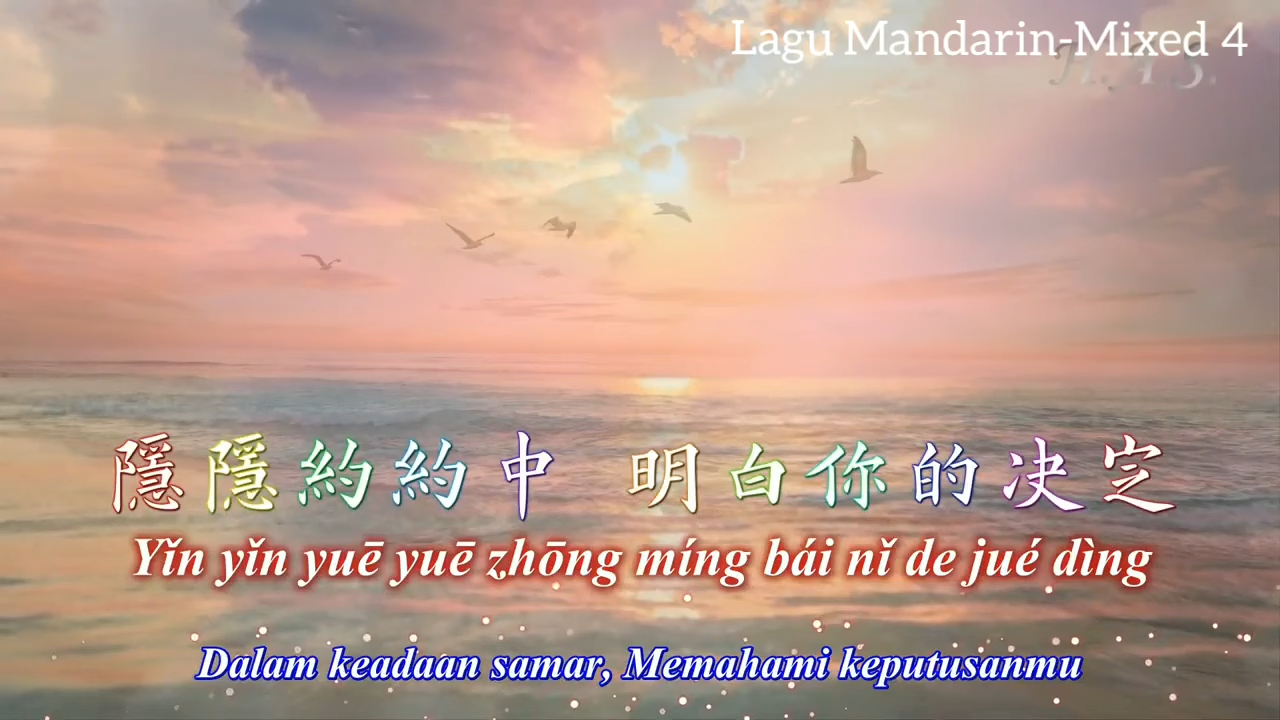 Lagu Mandarin-Mixed 4
隱隱約約中 明白你的决定
Yǐn yǐn yuē yuē zhōng míng bái nǐ de jué dìng
Dalam keadaan samar, Memahami keputusanmu